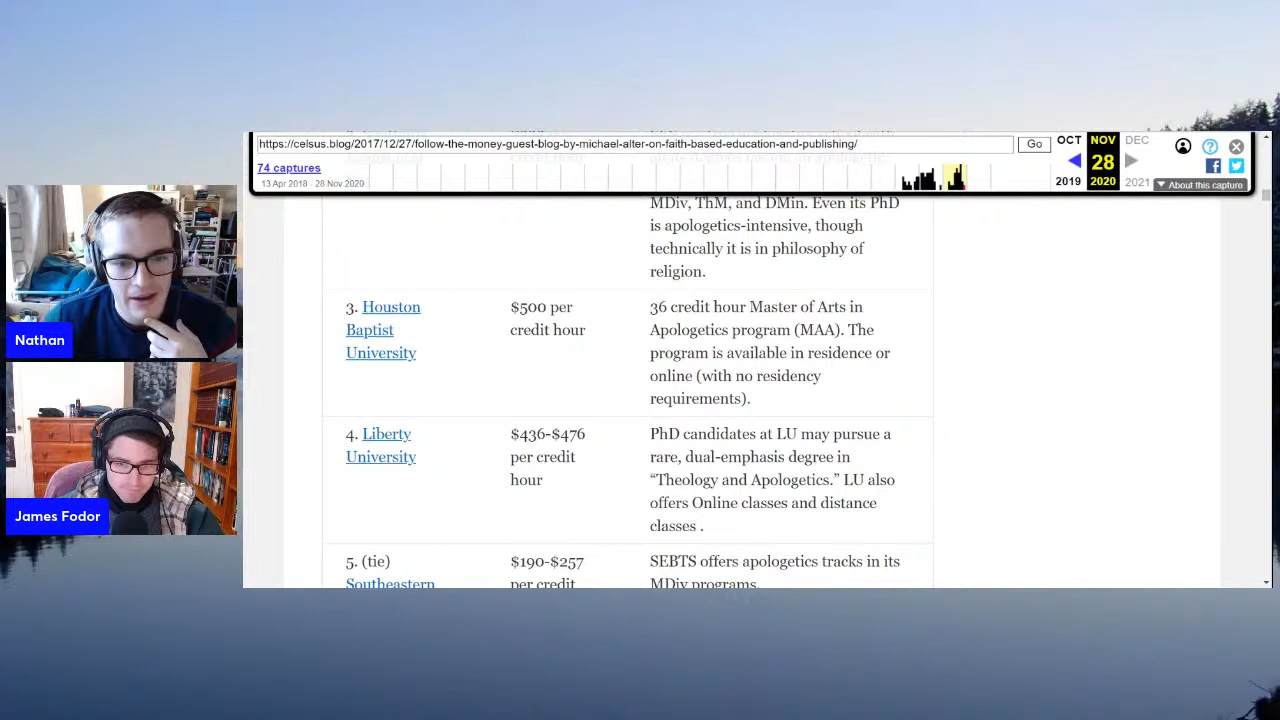 https://celsus.blog/2017/12/27/follow-the-money-guest-blog-by-michael-alter-on-faith-based-education-and-publishing/
Go
OCT
NOV
DEC
74 captures
28
13 Apr 2018 - 28 Nov 2020
2019
2020
2021
About this capture
MDiv, ThM, and DMin. Even its PhD
is apologetics-intensive, though
technically it is in philosophy of
religion.
3. Houston
Baptist
University
$500 per
credit hour
36 credit hour Master of Arts in
Apologetics program (MAA). The
program is available in residence or
online (with no residency
requirements).
4. Liberty
University
$436-$476
per credit
hour
PhD candidates at LU may pursue a
rare, dual-emphasis degree in
“Theology and Apologetics.” LU also
offers Online classes and distance
classes .
5. (tie)
Southeastern
$190-$257
per credit
SEBTS offers apologetics tracks in its
MDiv programs.
Nathan
James Fodor